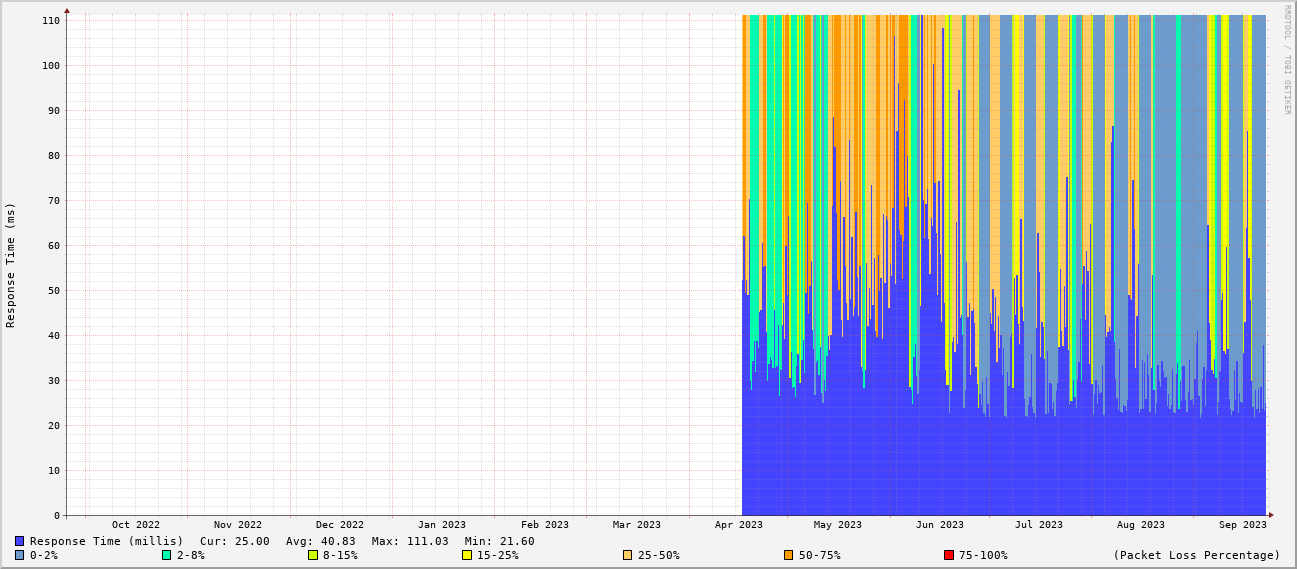 RRDTOOL / TOBI OETIKER
Response Time (ms)
110
100
90
80
70
60
50
40
30
20
10
0
Oct 2022 Nov 2022 Dec 2022 Jan 2023 Feb 2023 Mar 2023 Apr 2023 May 2023 Jun 2023 Jul 2023 Aug 2023 Sep 2023
Response Time (millis) Cur: 25.00 Avg: 40.83 Max: 111.03 Min: 21.60
0-2% 2-8% 8-15% 15-25% 25-50% 50-75% 75-100% (Packet Loss Percentage)